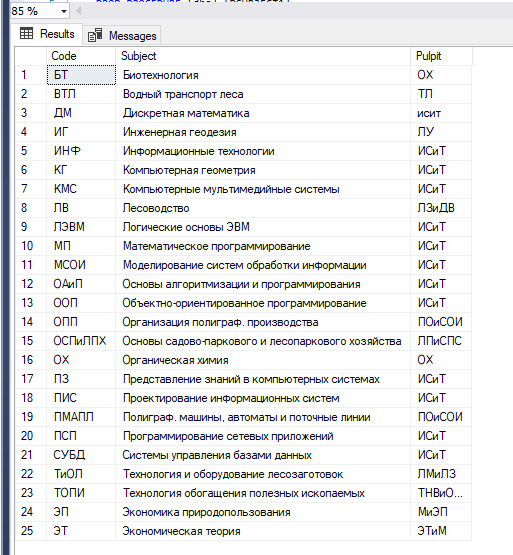 85 %
Results Messages
Code Subject Pulpit
1 БТ Биотехнология ОХ
2 ВТЛ Водный транспорт леса ТЛ
3 ДМ Дискретная математика исит
4 ИГ Инженерная геодезия ЛУ
5 ИНФ Информационные технологии ИСиТ
6 КГ Компьютерная геометрия ИСиТ
7 КМС Компьютерные мультимедийные системы ИСиТ
8 ЛВ Лесоводство ЛЗиДВ
9 ЛЭВМ Логические основы ЭВМ ИСиТ
10 МП Математическое программирование ИСиТ
11 МСОИ Моделирование систем обработки информации ИСиТ
12 ОАиП Основы алгоритмизации и программирования ИСиТ
13 ООП Объектно-ориентированное программирование ИСиТ
14 ОПП Организация полиграф. производства ПОиСОИ
15 ОСПиЛПХ Основы садово-паркового и лесопаркового хозяйства ЛПиСПС
16 ОХ Органическая химия ОХ
17 ПЗ Представление знаний в компьютерных системах ИСиТ
18 ПИС Проектирование информационных систем ИСиТ
19 ПМАПЛ Полиграф. машины, автоматы и поточные линии ПОиСОИ
20 ПСП Программирование сетевых приложений ИСиТ
21 СУБД Системы управления базами данных ИСиТ
22 ТиОЛ Технология и оборудование лесозаготовок ЛМиЛЗ
23 ТОПИ Технология обогащения полезных ископаемых ТНВиО...
24 ЭП Экономика природопользования МиЭП
25 ЭТ Экономическая теория ЭТиМ